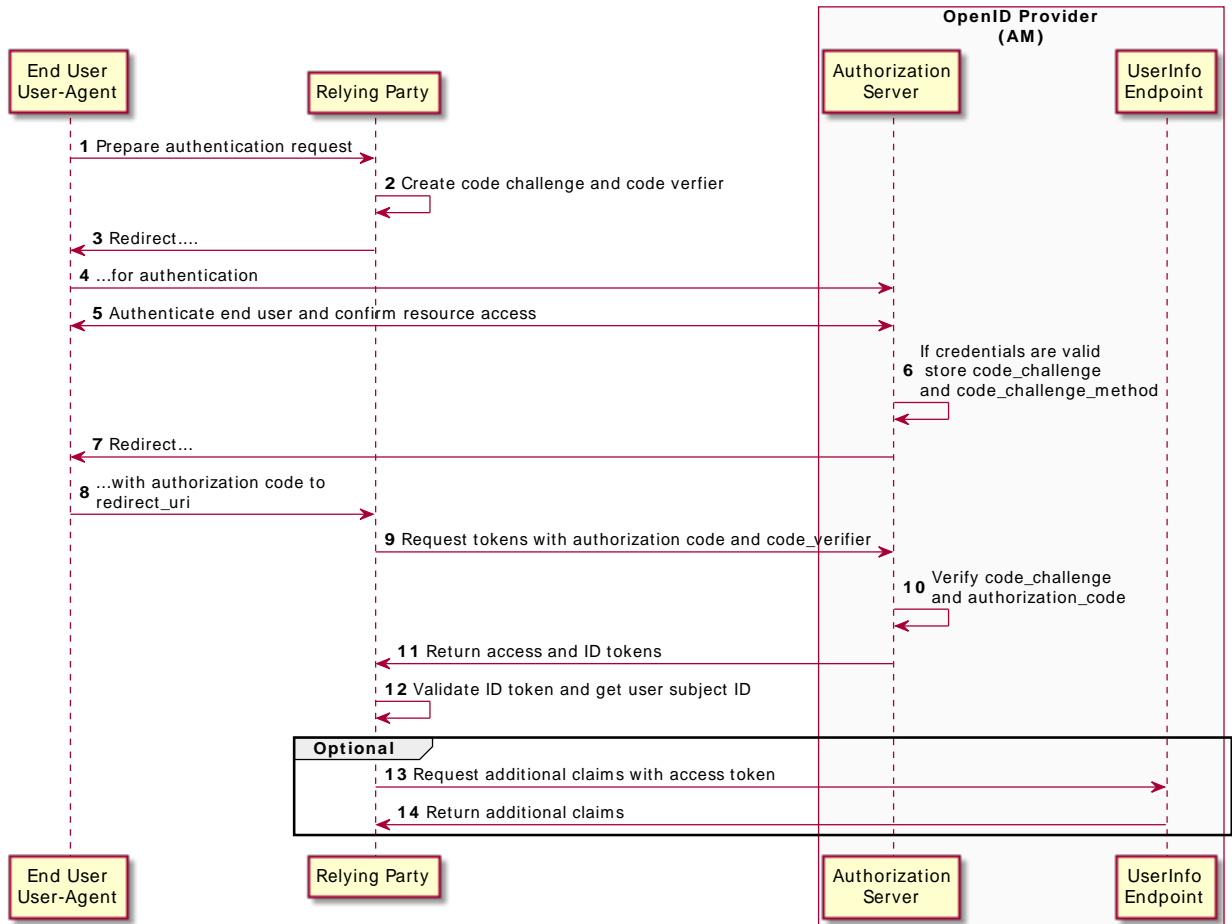 OpenID Provider
(AM)
End User
User-Agent
Relying Party
Authorization
Server
UserInfo
Endpoint
1 Prepare authentication request
2 Create code challenge and code verfier
3 Redirect....
4 ...for authentication
5 Authenticate end user and confirm resource access
If credentials are valid
6 store code_challenge
and code_challenge_method
7 Redirect...
8 ...with authorization code to
redirect_uri
9 Request tokens with authorization code and code_verifier
10 Verify code_challenge
and authorization_code
11 Return access and ID tokens
12 Validate ID token and get user subject ID
Optional
13 Request additional claims with access token
14 Return additional claims
End User
User-Agent
Relying Party
Authorization
Server
UserInfo
Endpoint